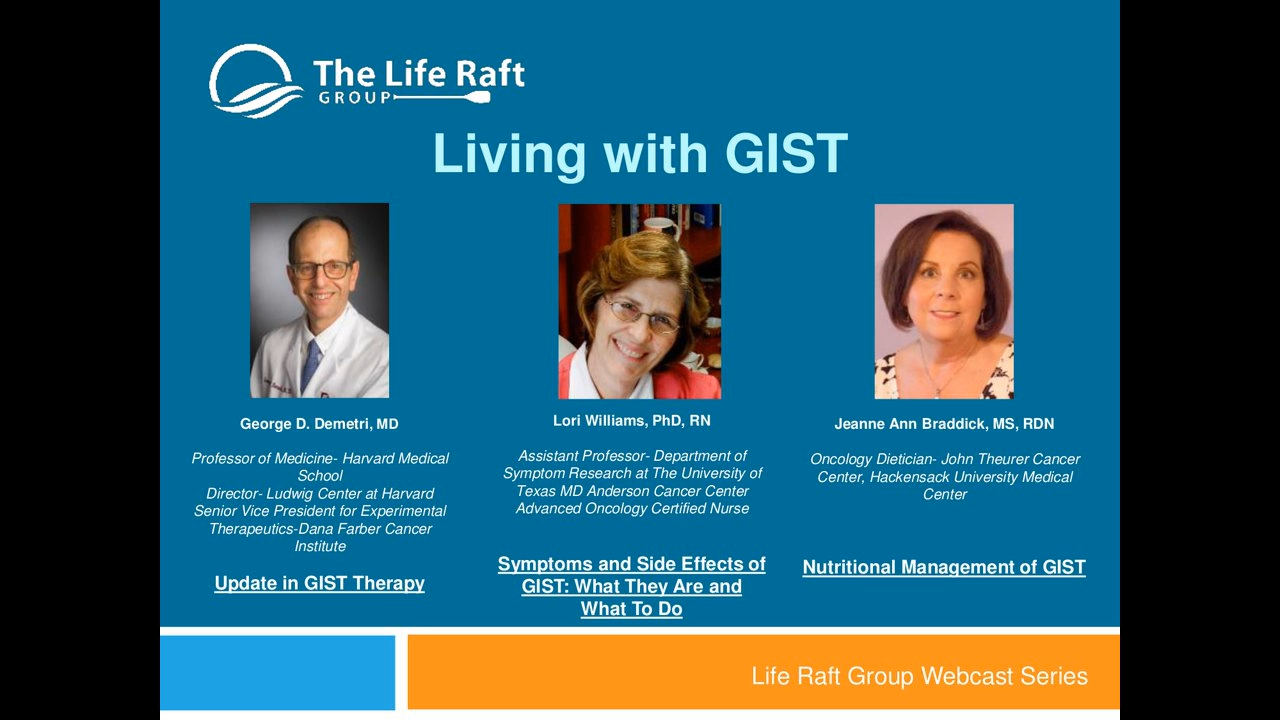 The Life Raft
GROUP
Living with GIST
George D. Demetri, MD
Professor of Medicine- Harvard Medical
School
Director- Ludwig Center at Harvard
Senior Vice President for Experimental
Therapeutics-Dana Farber Cancer
Institute
Update in GIST Therapy
Lori Williams, PhD, RN
Assistant Professor- Department of
Symptom Research at The University of
Texas MD Anderson Cancer Center
Advanced Oncology Certified Nurse
Symptoms and Side Effects of
GIST: What They Are and
What To Do
Jeanne Ann Braddick, MS, RDN
Oncology Dietician- John Theurer Cancer
Center, Hackensack University Medical
Center
Nutritional Management of GIST
Life Raft Group Webcast Series